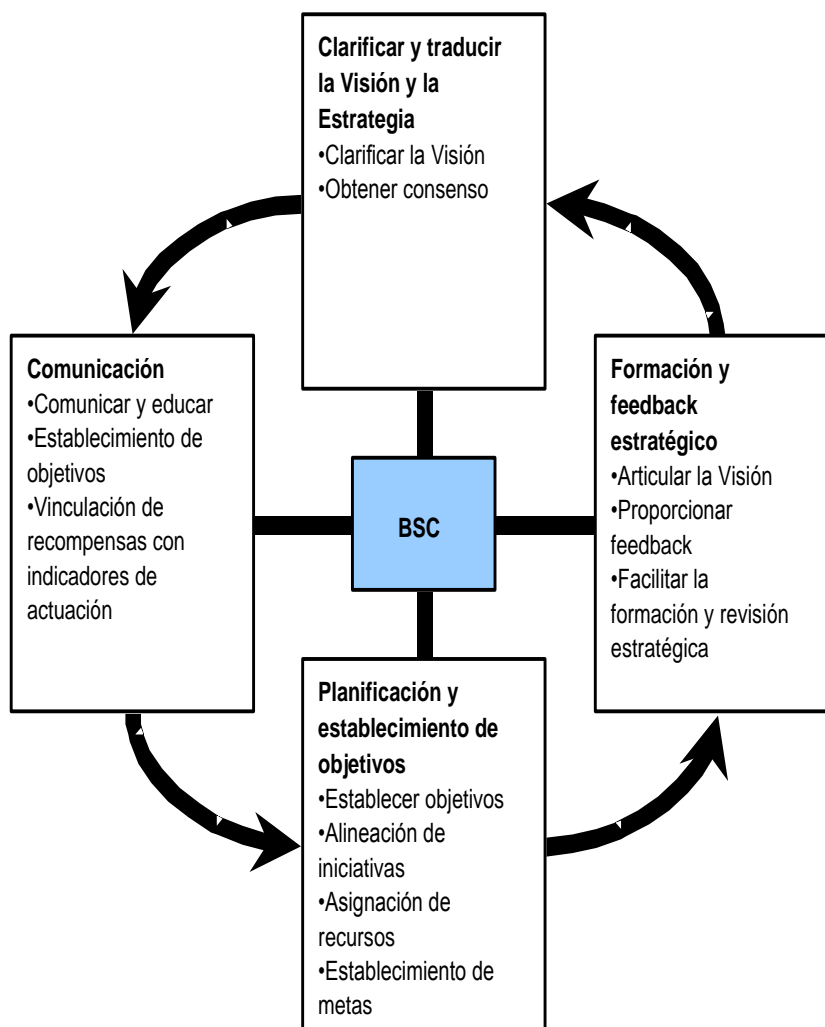 Clarificar y traducir
la Visión y la
Estrategia
•Clarificar la Visión
•Obtener consenso
Comunicación
•Comunicar y educar
•Establecimiento de
objetivos
•Vinculación de
recompensas con
indicadores de
actuación
BSC
Formación y
feedback
estratégico
•Articular la Visión
•Proporcionar
feedback
•Facilitar la
formación y revisión
estratégica
Planificación y
establecimiento de
objetivos
•Establecer objetivos
•Alineación de
iniciativas
•Asignación de
recursos
•Establecimiento de
metas